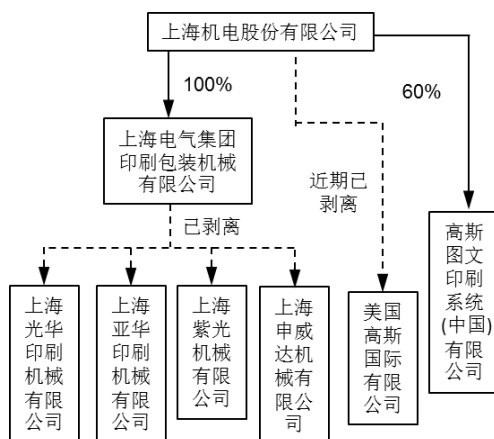 上海机电股份有限公司
100%
60%
上海电气集团
印刷包装机械
有限公司
近期已
剥离
已剥离
上海
光华
印刷
机械
有限
公司
上海
亚华
印刷
机械
有限
公司
上海
紫光
机械
有限
公司
上海
申威
达机
械有
限公
司
美国
高斯
国际
有限
公司
高斯
图文
印刷
系统
(中国)
有限
公司